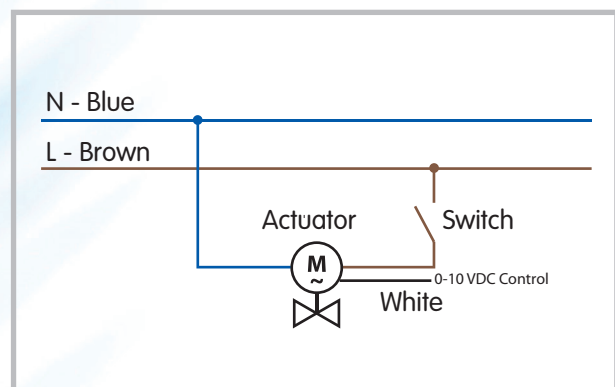 N - Blue
L - Brown
Actuator
Switch
M
~
0-10 VDC Control
White